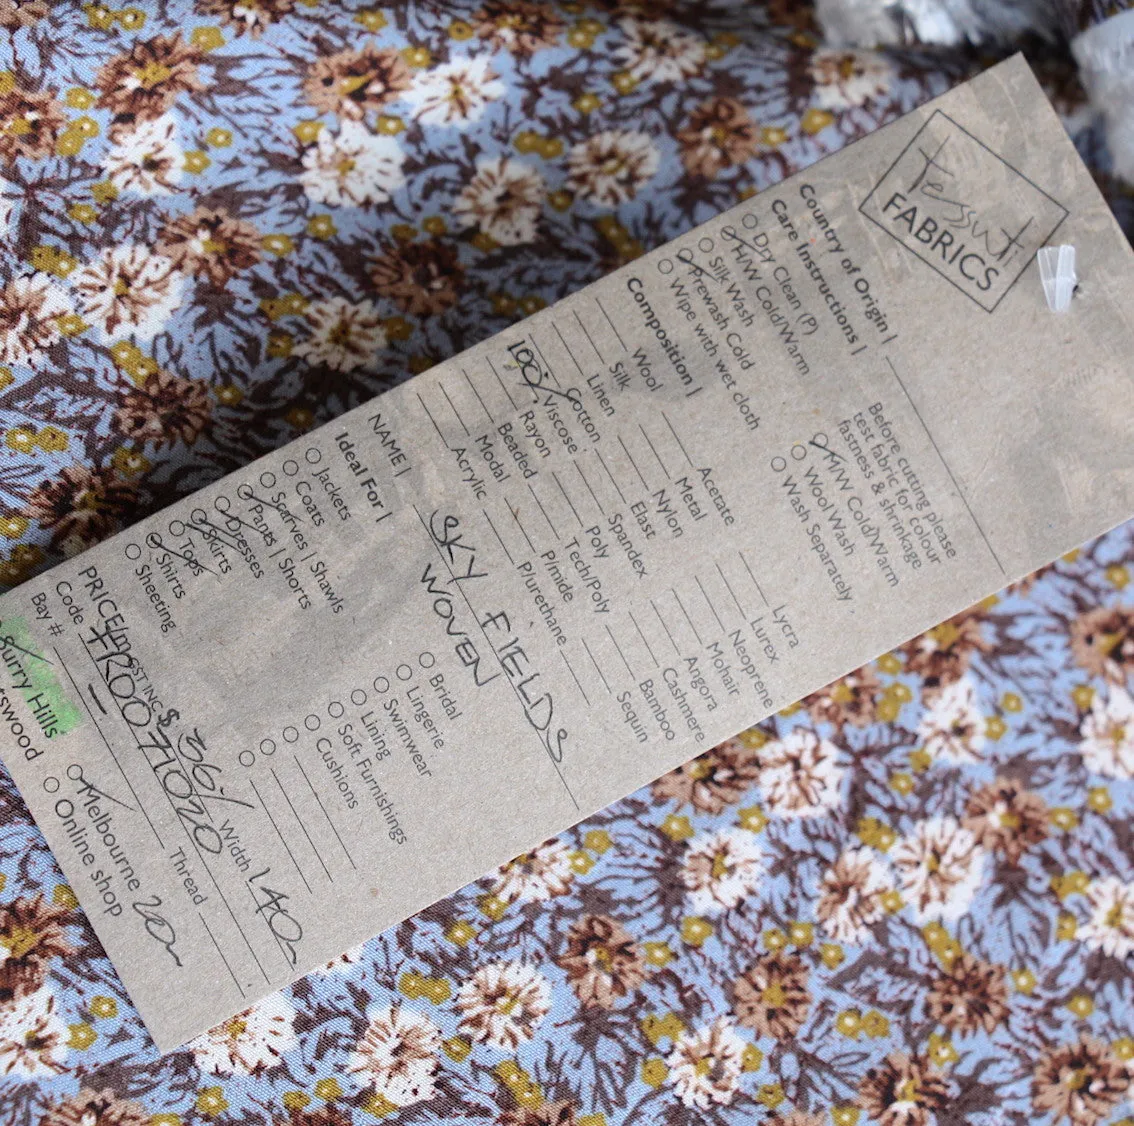 Tessuti
FABRICS
Country of Origin |
Care Instructions |
Dry Clean (P)
H/W Cold/Warm
Silk Wash
Prewash Cold
Wipe with wet cloth
Before cutting please
test fabric for colour
fastness & shrinkage
M/W Cold/Warm
Wool Wash
Wash Separately
Composition |
Wool
Silk
Linen
Cotton
100% Viscose
Rayon
Beaded
Modal
Acrylic
Acetate
Metal
Nylon
Elast
Spandex
Poly
Tech/Poly
P/mide
P/urethane
Lycra
Lurex
Neoprene
Mohair
Angora
Cashmere
Bamboo
Sequin
NAME | SKY FIELDS
WOVEN
Ideal For |
Jackets
Coats
Scarves | Shawls
Pants | Shorts
Dresses
Skirts
Tops
Shirts
Sheeting
Bridal
Lingerie
Swimwear
Lining
Soft Furnishings
Cushions
PRICE/m GST INC $ 36/- Width 140
Code FR0071020 Thread
Bay #
Surry Hills
Melbourne 20m
Online shop